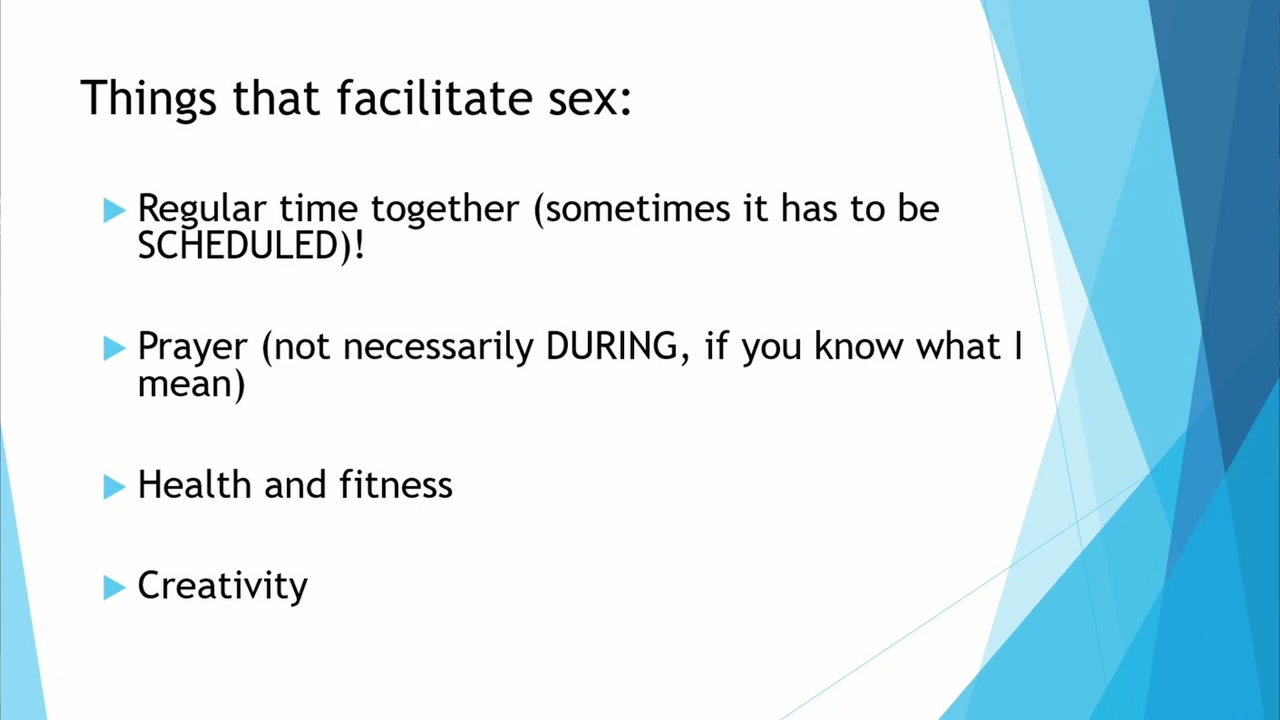 Things that facilitate sex:
Regular time together (sometimes it has to be
SCHEDULED)!
Prayer (not necessarily DURING, if you know what I
mean)
Health and fitness
Creativity